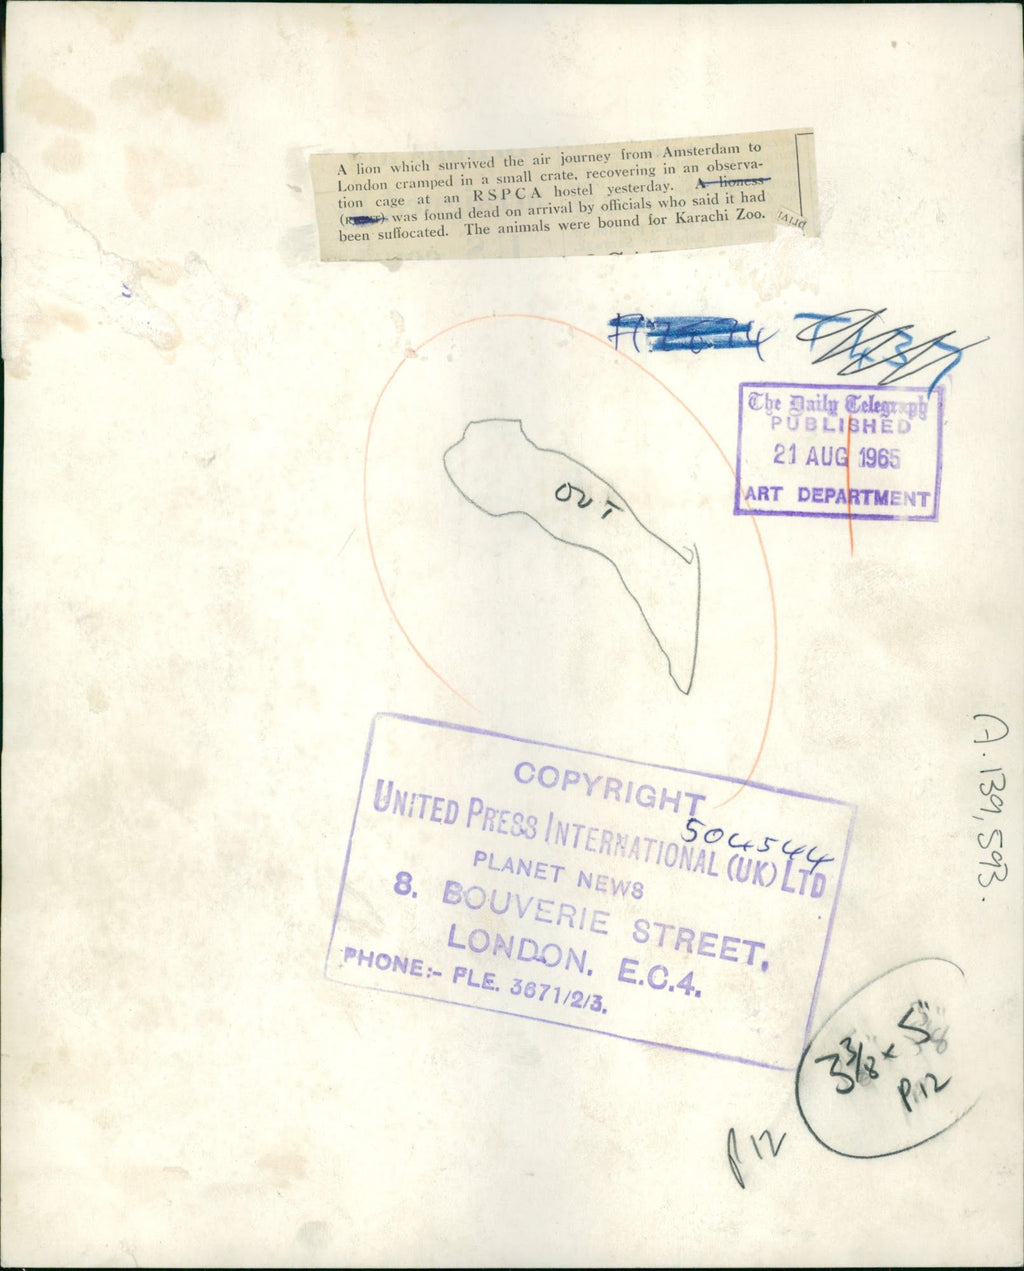 A lion which survived the air journey from Amsterdam to
London cramped in a small crate, recovering in an observa-
tion cage at an RSPCA hostel yesterday. A lioness
was found dead on arrival by officials who said it had
been suffocated. The animals were bound for Karachi Zoo.
The Daily Telegraph
PUBLISHED
21 AUG 1965
ART DEPARTMENT
OUT
COPYRIGHT
504544
UNITED PRESS INTERNATIONAL (UK) LTD
PLANET NEWS
8. BOUVERIE STREET,
LONDON. E.C.4.
PHONE:- FLE. 3671/2/3.
A.139,593.
3 3/8 x 5"
P.12
P 12